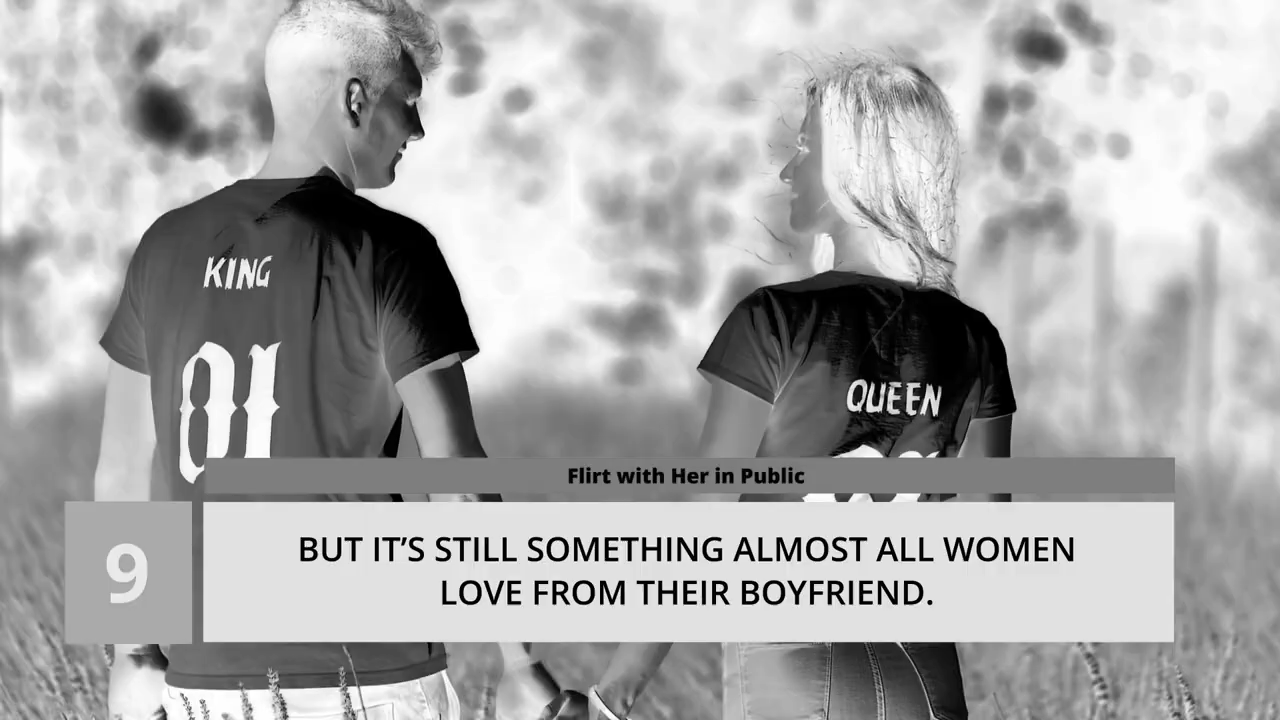 KING
01
QUEEN
Flirt with Her in Public
9
BUT IT’S STILL SOMETHING ALMOST ALL WOMEN
LOVE FROM THEIR BOYFRIEND.